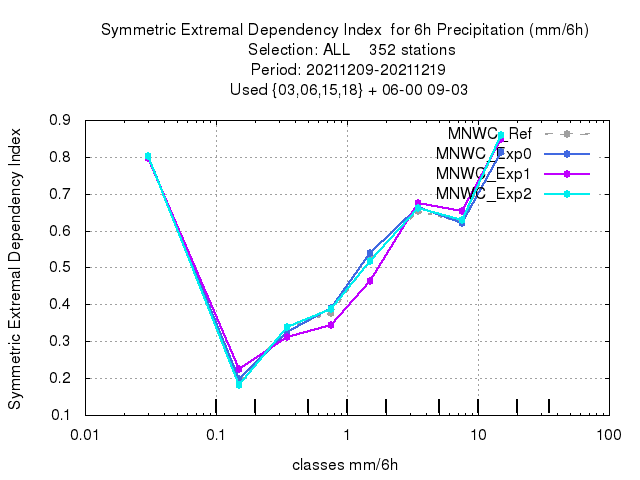 Symmetric Extremal Dependency Index  for 6h Precipitation (mm/6h)
Selection: ALL    352 stations
Period: 20211209-20211219
Used {03,06,15,18} + 06-00 09-03
Symmetric Extremal Dependency Index
0.9
0.8
0.7
0.6
0.5
0.4
0.3
0.2
0.1
MNWC_Ref
MNWC_Exp0
MNWC_Exp1
MNWC_Exp2
0.01 0.1 1 10 100
classes mm/6h